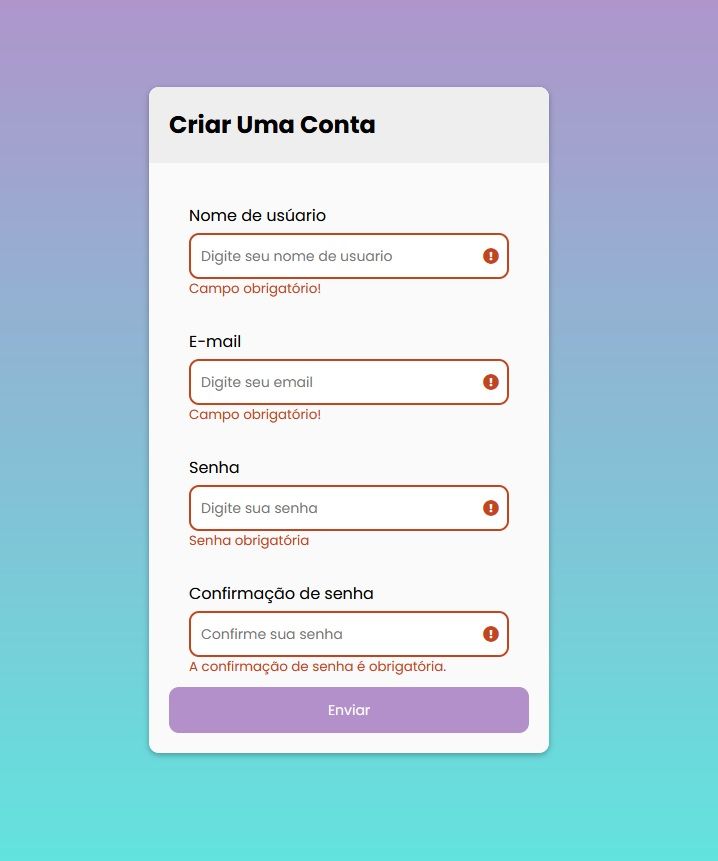 Criar Uma Conta
Nome de usúario
Digite seu nome de usuario
Campo obrigatório!
E-mail
Digite seu email
Campo obrigatório!
Senha
Digite sua senha
Senha obrigatória
Confirmação de senha
Confirme sua senha
A confirmação de senha é obrigatória.
Enviar